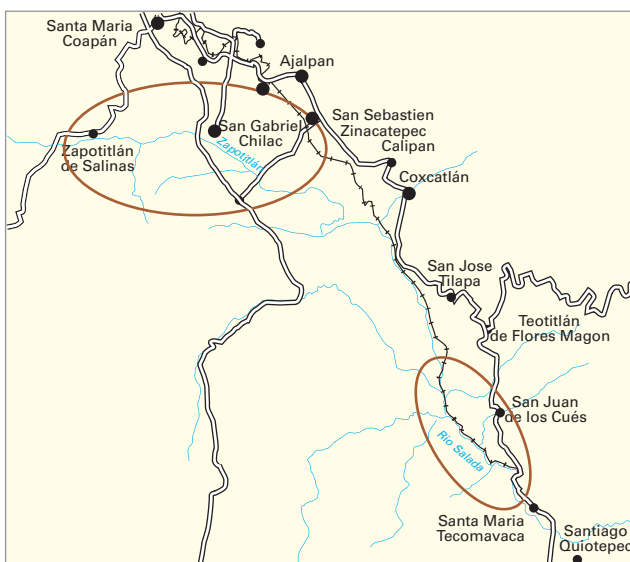 Santa Maria
Coapán
Ajalpan
San Sebastien
Zinacatepec
Calipan
San Gabriel
Chilac
Zapotitlán
Zapotitlán
de Salinas
Coxcatlán
San Jose
Tilapa
Teotitlán
de Flores Magon
San Juan
de los Cués
Rio Salada
Santa Maria
Tecomavaca
Santiago
Quiotepec